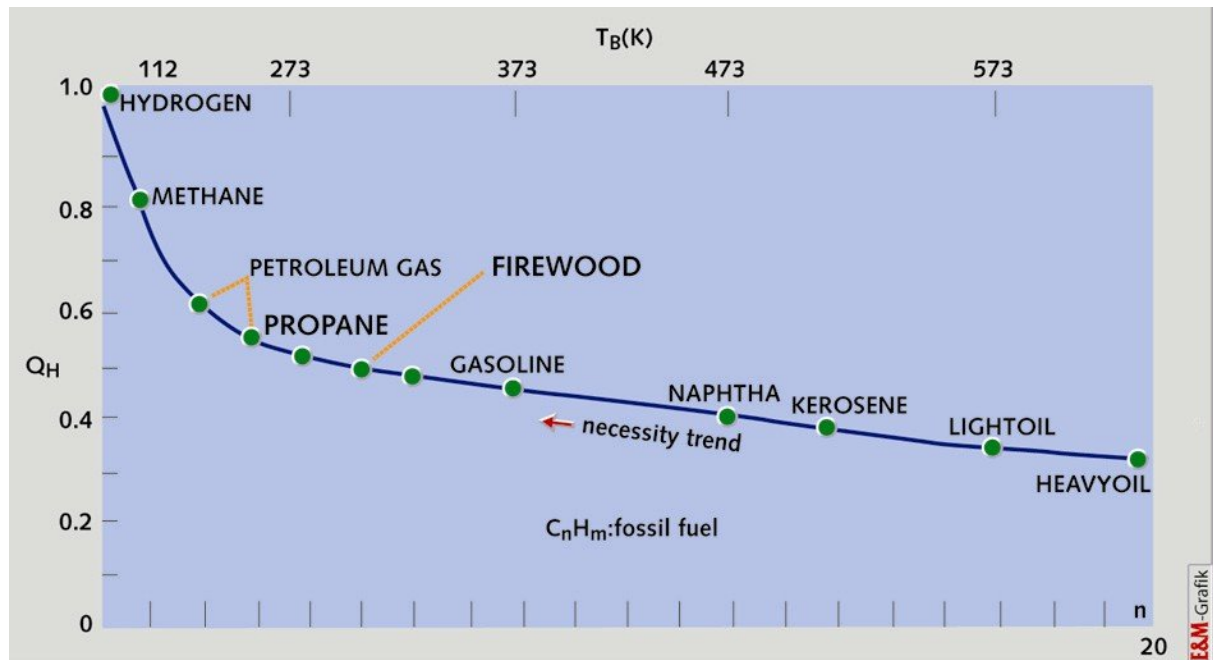 T_B(K)
112 273 373 473 573
1.0
HYDROGEN
METHANE
0.8
PETROLEUM GAS
FIREWOOD
0.6
PROPANE
GASOLINE
Q_H
NAPHTHA
KEROSENE
0.4
necessity trend
LIGHTOIL
HEAVYOIL
0.2
C_nH_m:fossil fuel
n
0
20
E&M-Grafik